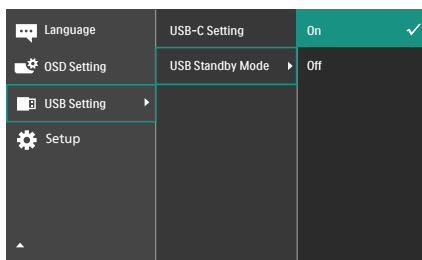 Language
OSD Setting
USB Setting
Setup
USB-C Setting
USB Standby Mode
On
Off